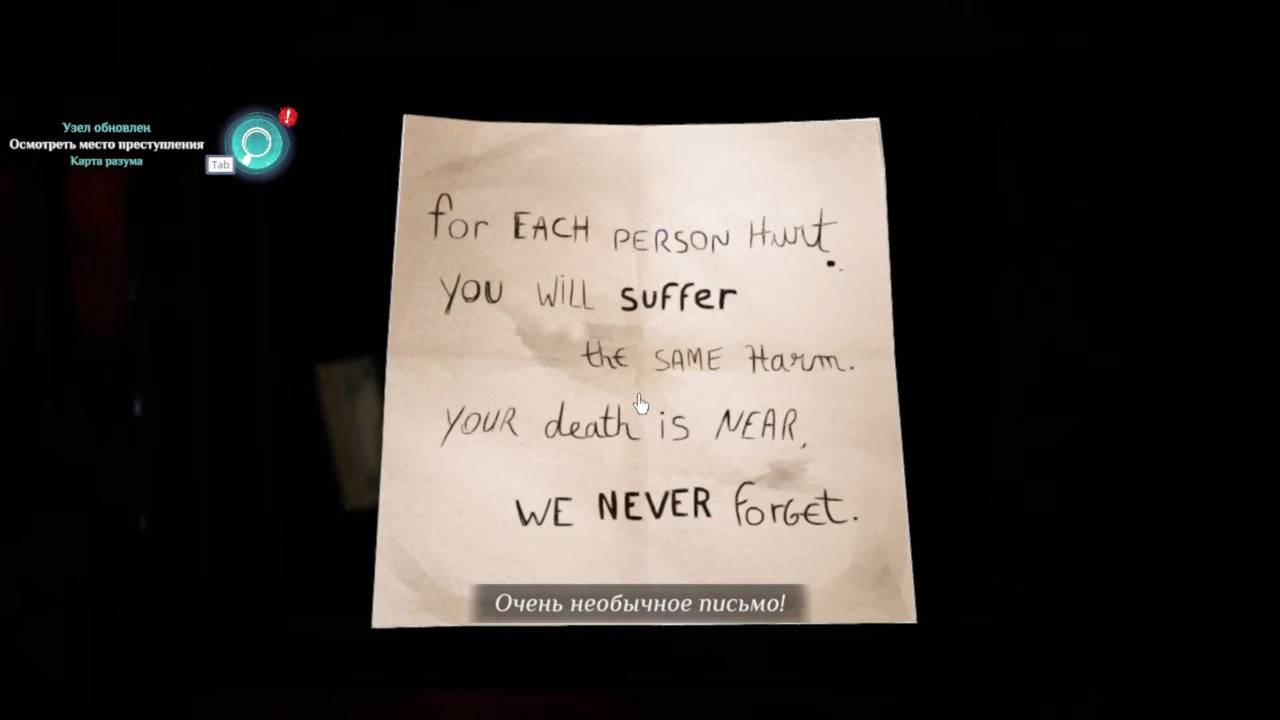 Узел обновлен
Осмотреть место преступления
Карта разума
Tab
!
for EACH PERSON Hurt
you WiLL suffer
the SAME Harm.
YOUR death is NEAR,
WE NEVER forGet.
Очень необычное письмо!